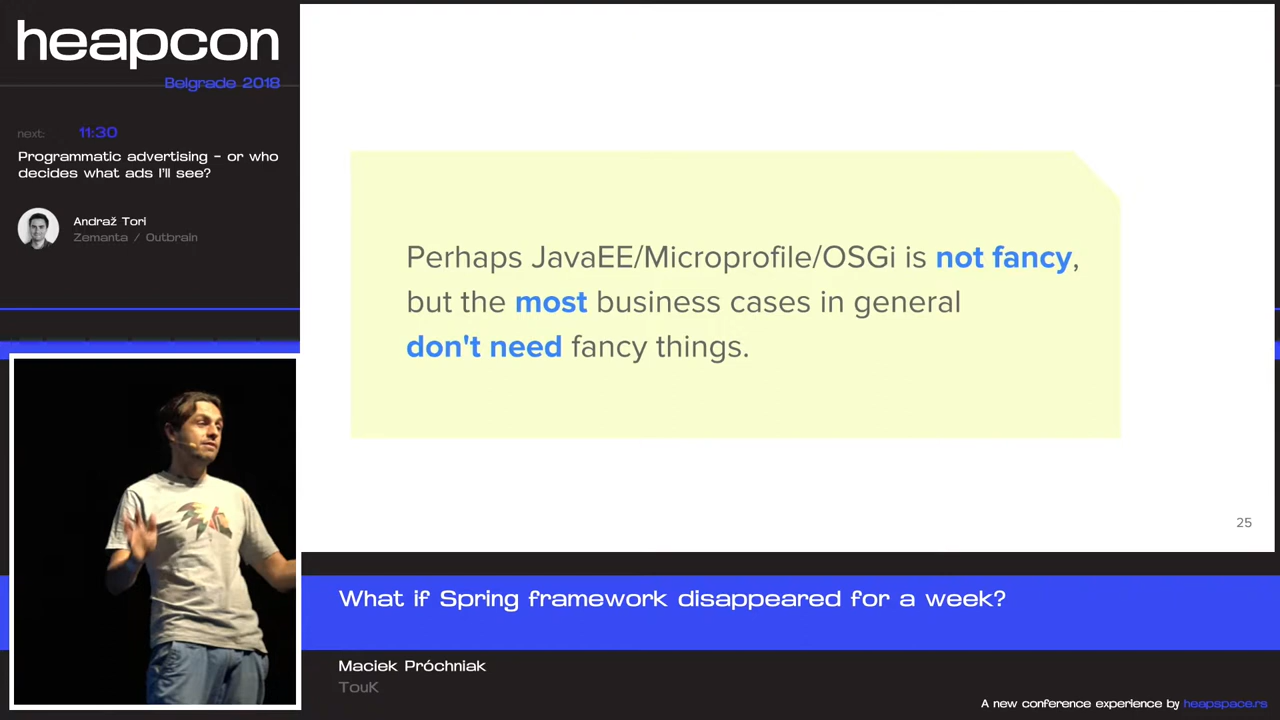 heapcon
Belgrade 2018
next: 11:30
Programmatic advertising - or who
decides what ads I'll see?
Andraž Tori
Zemanta / Outbrain
Perhaps JavaEE/Microprofile/OSGi is not fancy,
but the most business cases in general
don't need fancy things.
25
What if Spring framework disappeared for a week?
Maciek Próchniak
TouK
A new conference experience by heapspace.rs